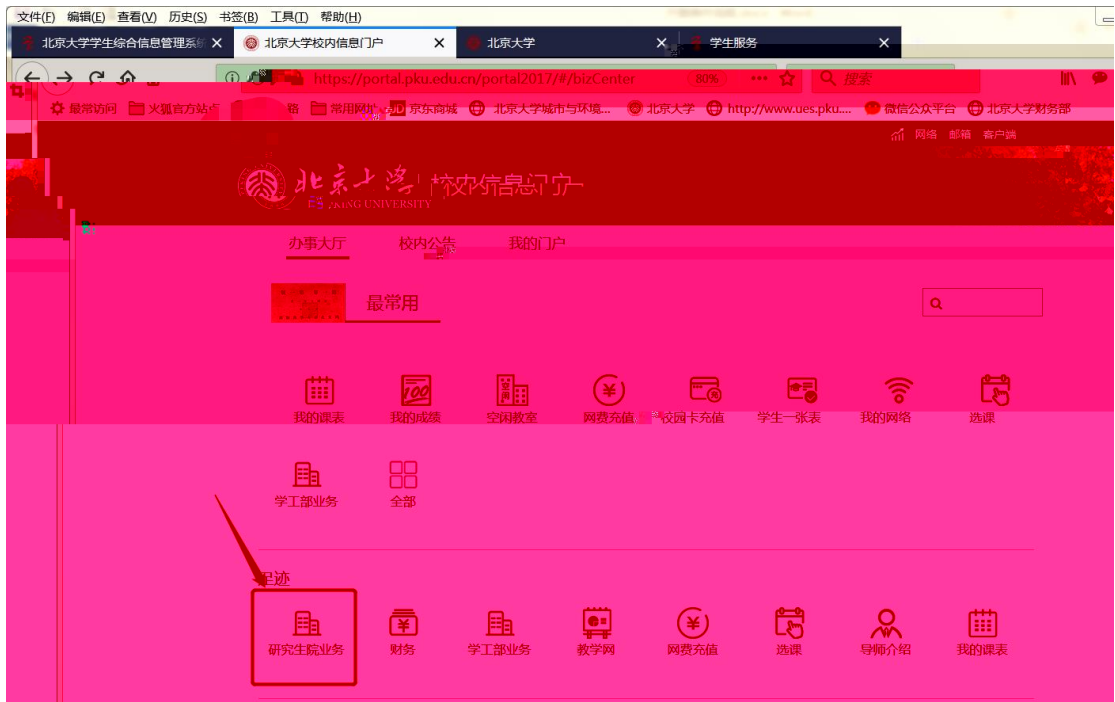 文件(F) 编辑(E) 查看(V) 历史(S) 书签(B) 工具(T) 帮助(H)
北京大学学生综合信息管理系统 北京大学校内信息门户 北京大学 学生服务
https://portal.pku.edu.cn/portal2017/#/bizCenter 80% 搜索
最常访问 火狐官方站点 路 常用网址 JD 京东商城 北京大学城市与环境... 北京大学 http://www.ues.pku.... 微信公众平台 北京大学财务部
网络 邮箱 客户端
北京大学 校内信息门户
UNIVERSITY
办事大厅 校内公告 我的门户
最常用
我的课表 我的成绩 空闲教室 网费充值 校园卡充值 学生一张表 我的网络 选课
学工部业务 全部
足迹
研究生院业务 财务 学工部业务 教学网 网费充值 选课 导师介绍 我的课表